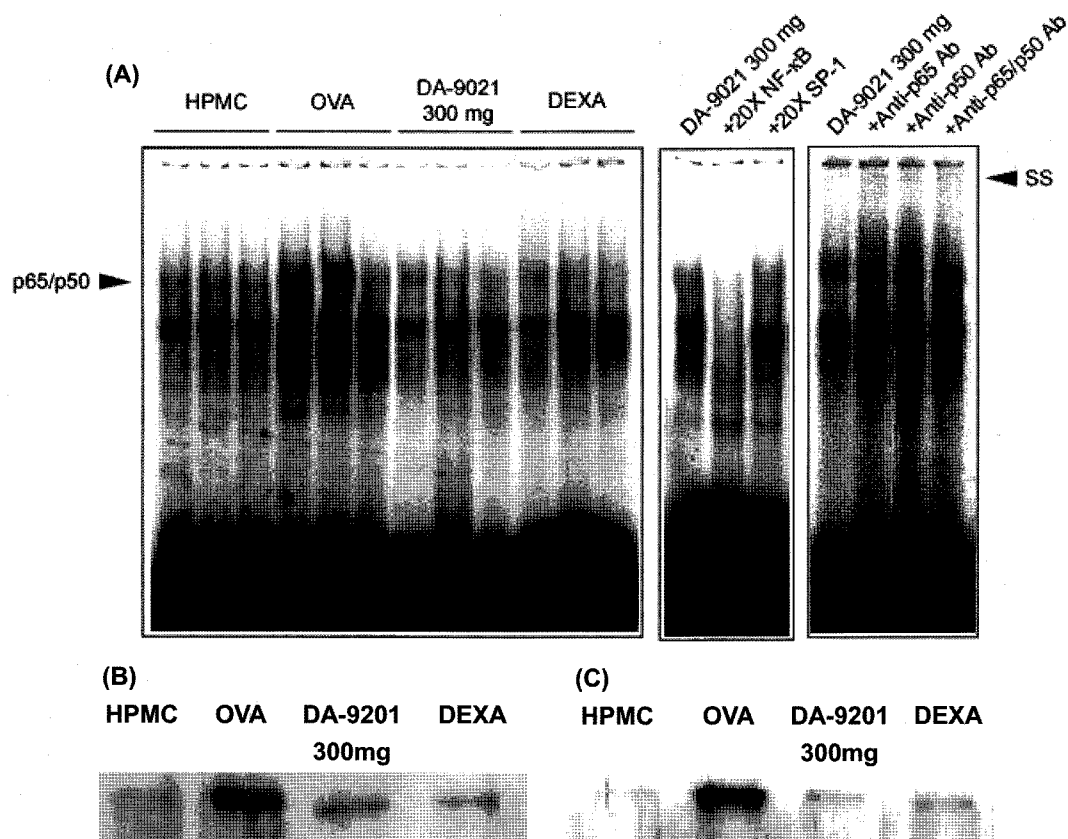 (A)
HPMC OVA DA-9021 300 mg DEXA
DA-9021 300 mg
+20X NF-κB
+20X SP-1
DA-9021 300 mg
+Anti-p65 Ab
+Anti-p50 Ab
+Anti-p65/p50 Ab
SS
p65/p50
(B)
HPMC OVA DA-9201 DEXA
300mg
(C)
HPMC OVA DA-9201 DEXA
300mg